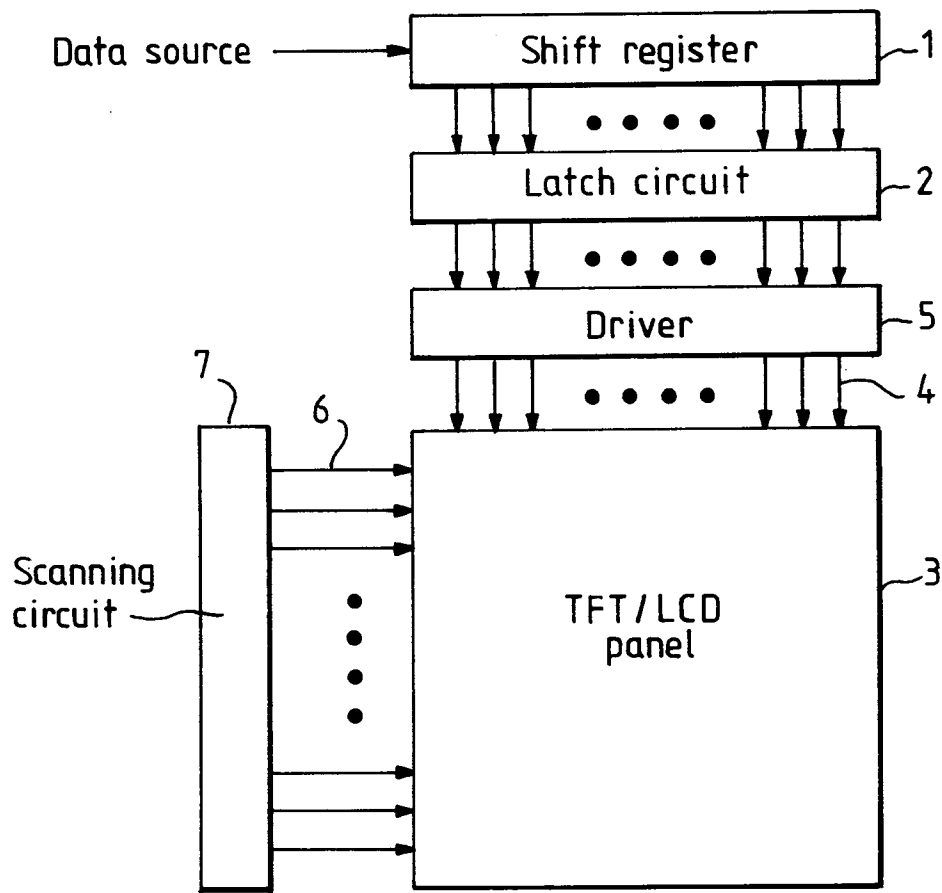 Data source
Shift register
1
Latch circuit
2
Driver
5
4
7
6
Scanning
circuit
TFT/LCD
panel
3